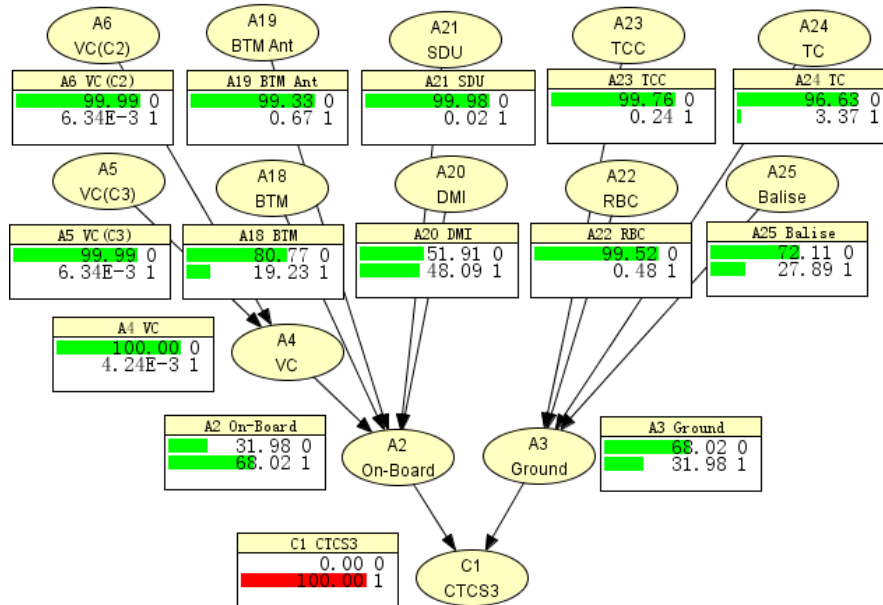 A6
VC(C2)
A19
BTM Ant
A21
SDU
A23
TCC
A24
TC
A6 VC(C2)
99.99 0
6.34E-3 1
A19 BTM Ant
99.33 0
0.67 1
A21 SDU
99.98 0
0.02 1
A23 TCC
99.76 0
0.24 1
A24 TC
96.63 0
3.37 1
A5
VC(C3)
A18
BTM
A20
DMI
A22
RBC
A25
Balise
A5 VC(C3)
99.99 0
6.34E-3 1
A18 BTM
80.77 0
19.23 1
A20 DMI
51.91 0
48.09 1
A22 RBC
99.52 0
0.48 1
A25 Balise
72.11 0
27.89 1
A4 VC
100.00 0
4.24E-3 1
A4
VC
A2 On-Board
31.98 0
68.02 1
A2
On-Board
A3
Ground
A3 Ground
68.02 0
31.98 1
C1 CTCS3
0.00 0
100.00 1
C1
CTCS3